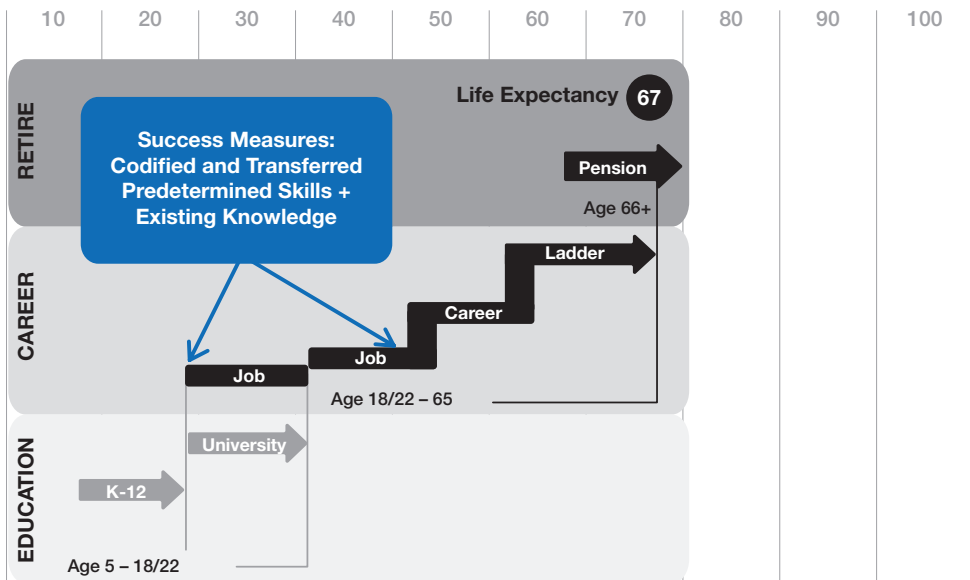 10 20 30 40 50 60 70 80 90 100
RETIRE
Life Expectancy 67
Success Measures:
Codified and Transferred
Predetermined Skills +
Existing Knowledge
Pension
Age 66+
CAREER
Ladder
Career
Job
Job
Age 18/22 – 65
EDUCATION
University
K-12
Age 5 – 18/22